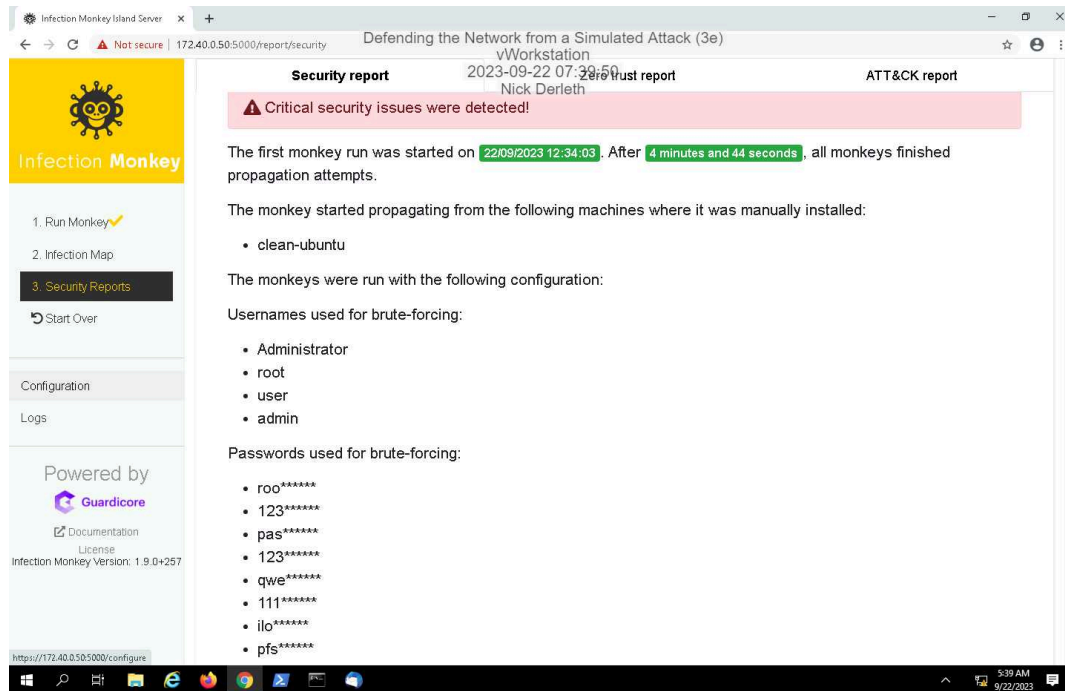 Infection Monkey Island Server
Not secure | 172.40.0.50:5000/report/security
Defending the Network from a Simulated Attack (3e)
vWorkstation
2023-09-22 07:39:50
Nick Derleth
Security report
Zero trust report
ATT&CK report
Infection Monkey
1. Run Monkey
2. Infection Map
3. Security Reports
Start Over
Configuration
Logs
Powered by
Guardicore
Documentation
License
Infection Monkey Version: 1.9.0+257
https://172.40.0.50:5000/configure
Critical security issues were detected!
The first monkey run was started on 22/09/2023 12:34:03. After 4 minutes and 44 seconds, all monkeys finished
propagation attempts.
The monkey started propagating from the following machines where it was manually installed:
• clean-ubuntu
The monkeys were run with the following configuration:
Usernames used for brute-forcing:
• Administrator
• root
• user
• admin
Passwords used for brute-forcing:
• roo******
• 123******
• pas******
• 123******
• qwe******
• 111******
• ilo******
• pfs******
5:39 AM
9/22/2023